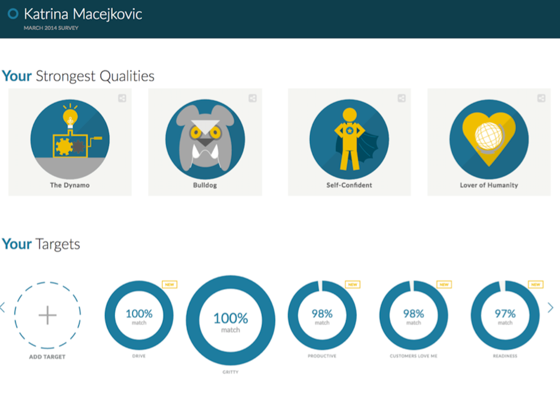 Katrina Macejkovic
MARCH 2014 SURVEY
Your Strongest Qualities
The Dynamo
Bulldog
Self-Confident
Lover of Humanity
Your Targets
ADD TARGET
NEW
100%
match
DRIVE
100%
match
GRITTY
NEW
98%
match
PRODUCTIVE
NEW
98%
match
CUSTOMERS LOVE ME
NEW
97%
match
READINESS